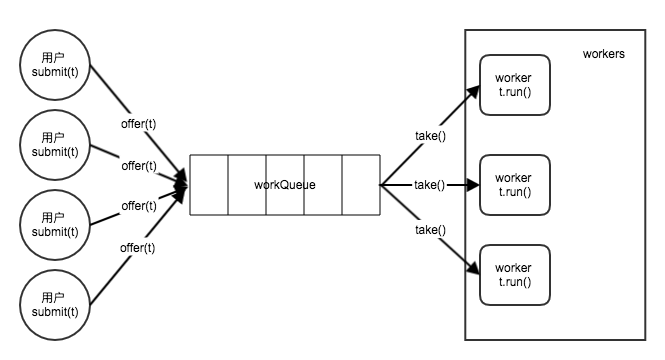 用户
submit(t)
用户
submit(t)
用户
submit(t)
用户
submit(t)
offer(t)
offer(t)
offer(t)
offer(t)
workQueue
take()
take()
take()
workers
worker
t.run()
worker
t.run()
worker
t.run()